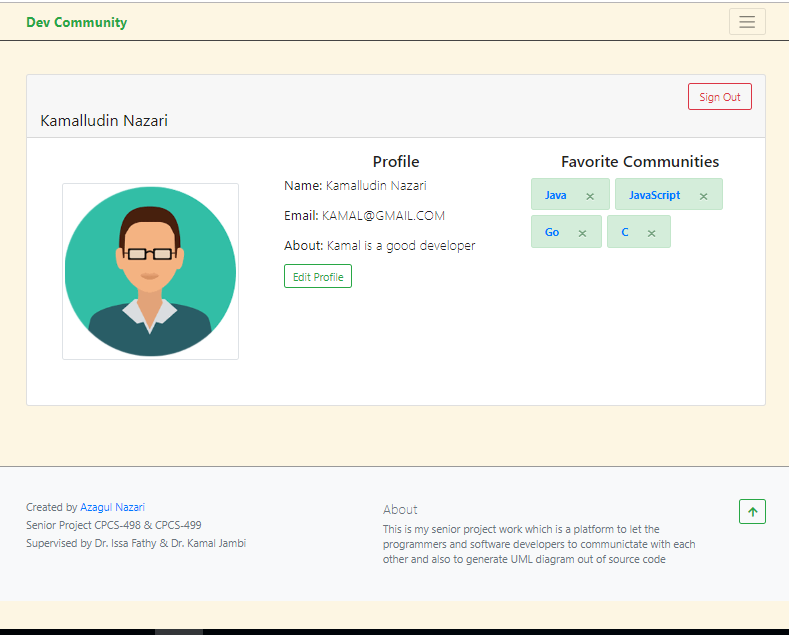 Dev Community
Sign Out
Kamalludin Nazari
Profile
Name: Kamalludin Nazari
Email: KAMAL@GMAIL.COM
About: Kamal is a good developer
Edit Profile
Favorite Communities
Java × JavaScript ×
Go × C ×
Created by Azagul Nazari
Senior Project CPCS-498 & CPCS-499
Supervised by Dr. Issa Fathy & Dr. Kamal Jambi
About
This is my senior project work which is a platform to let the
programmers and software developers to communictate with each
other and also to generate UML diagram out of source code